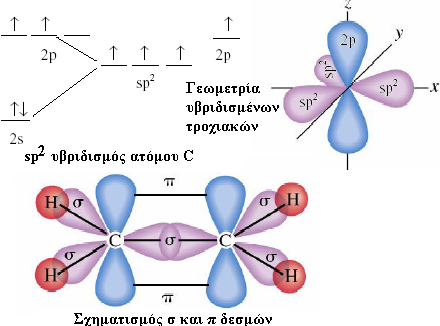 ↑ ↑ ↑
2p 2p
↑ ↑ ↑
sp²
↑↓
2s
sp² υβριδισμός ατόμου C
z
y
x
2p
sp²
sp²
sp²
Γεωμετρία
υβριδισμένων
τροχιακών
π
H σ σ H
C σ C
H σ σ H
π
Σχηματισμός σ και π δεσμών